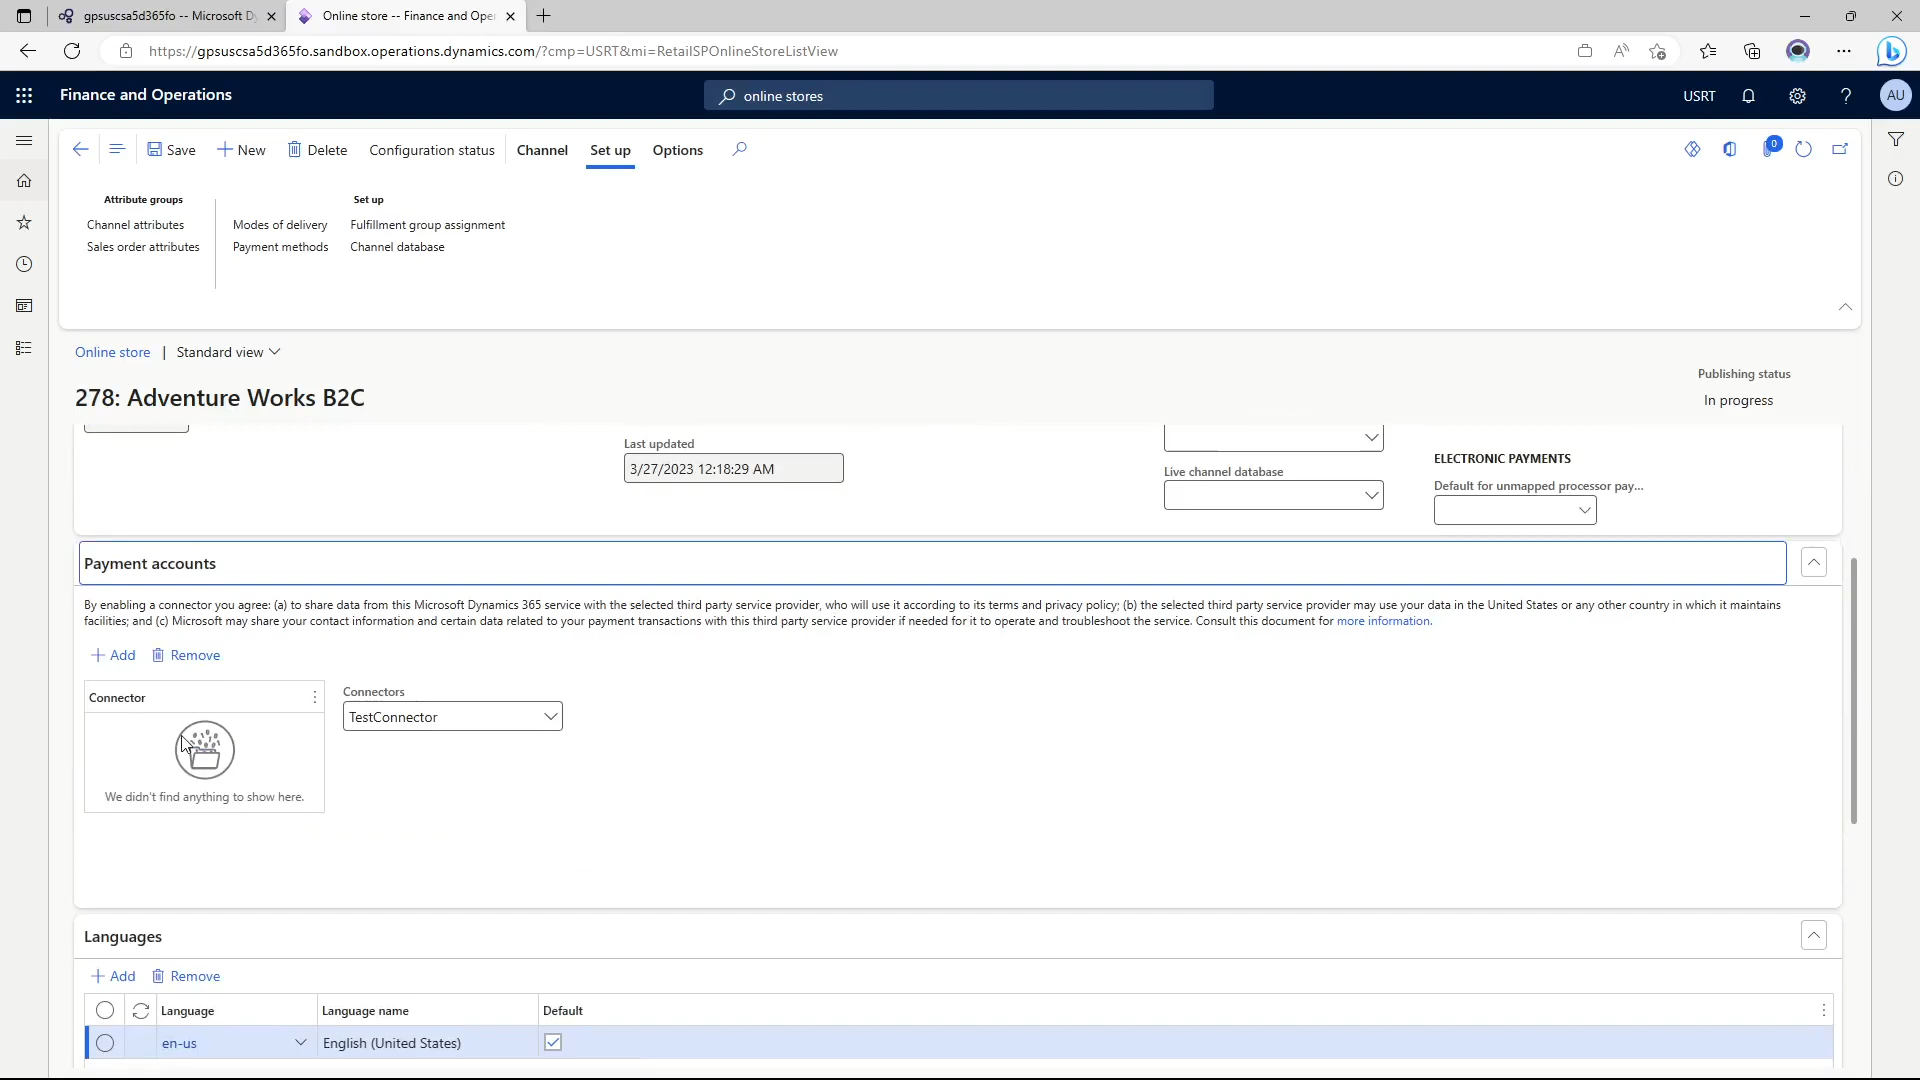 gpsuscsa5d365fo -- Microsoft D
Online store -- Finance and Oper
https://gpsuscsa5d365fo.sandbox.operations.dynamics.com/?cmp=USRT&mi=RetailSPOnlineStoreListView
Finance and Operations
online stores
USRT
AU
Save
New
Delete
Configuration status
Channel
Set up
Options
0
Attribute groups
Channel attributes
Sales order attributes
Modes of delivery
Payment methods
Set up
Fulfillment group assignment
Channel database
Online store | Standard view
278: Adventure Works B2C
Publishing status
In progress
Last updated
3/27/2023 12:18:29 AM
Live channel database
ELECTRONIC PAYMENTS
Default for unmapped processor pay...
Payment accounts
By enabling a connector you agree: (a) to share data from this Microsoft Dynamics 365 service with the selected third party service provider, who will use it according to its terms and privacy policy; (b) the selected third party service provider may use your data in the United States or any other country in which it maintains
facilities; and (c) Microsoft may share your contact information and certain data related to your payment transactions with this third party service provider if needed for it to operate and troubleshoot the service. Consult this document for more information.
Add
Remove
Connector
We didn't find anything to show here.
Connectors
TestConnector
Languages
Add
Remove
Language
Language name
Default
en-us
English (United States)